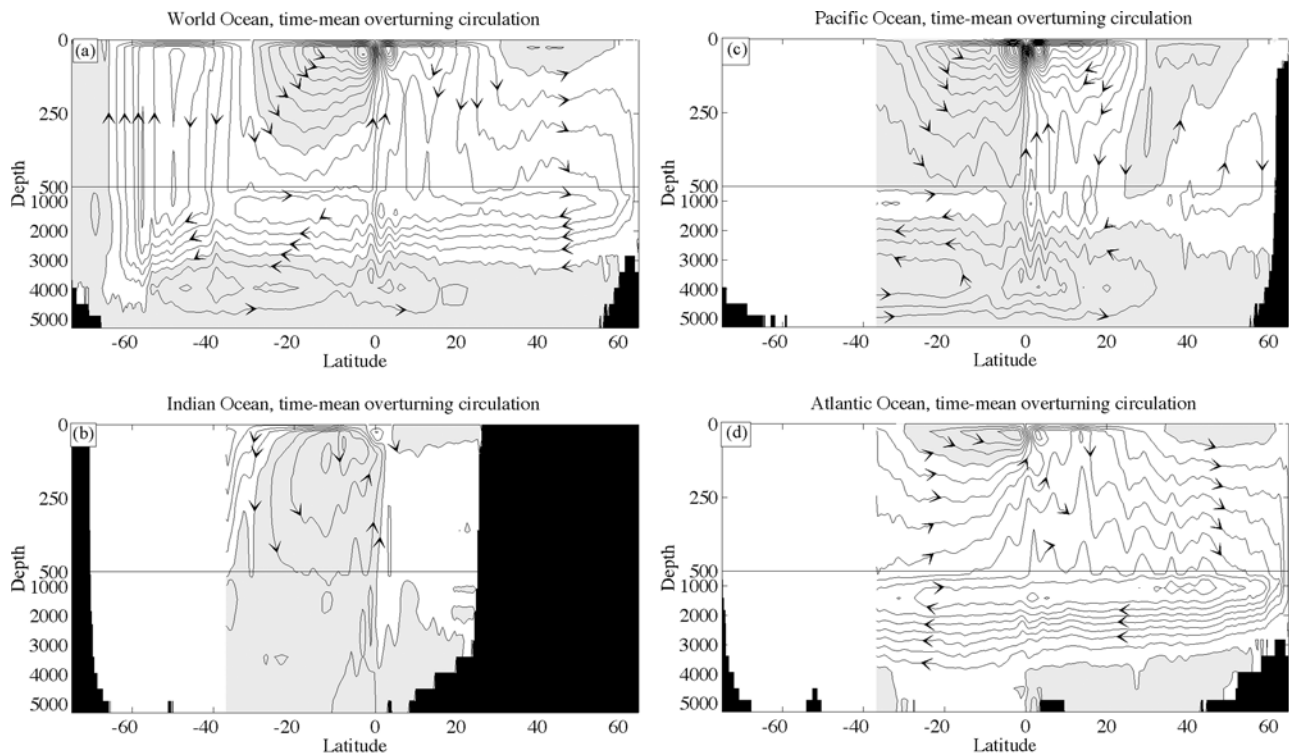 World Ocean, time-mean overturning circulation
(a)
0
250
500
1000
2000
3000
4000
5000
Depth
-60 -40 -20 0 20 40 60
Latitude
Pacific Ocean, time-mean overturning circulation
(c)
0
250
500
1000
2000
3000
4000
5000
Depth
-60 -40 -20 0 20 40 60
Latitude
Indian Ocean, time-mean overturning circulation
(b)
0
250
500
1000
2000
3000
4000
5000
Depth
-60 -40 -20 0 20 40 60
Latitude
Atlantic Ocean, time-mean overturning circulation
(d)
0
250
500
1000
2000
3000
4000
5000
Depth
-60 -40 -20 0 20 40 60
Latitude